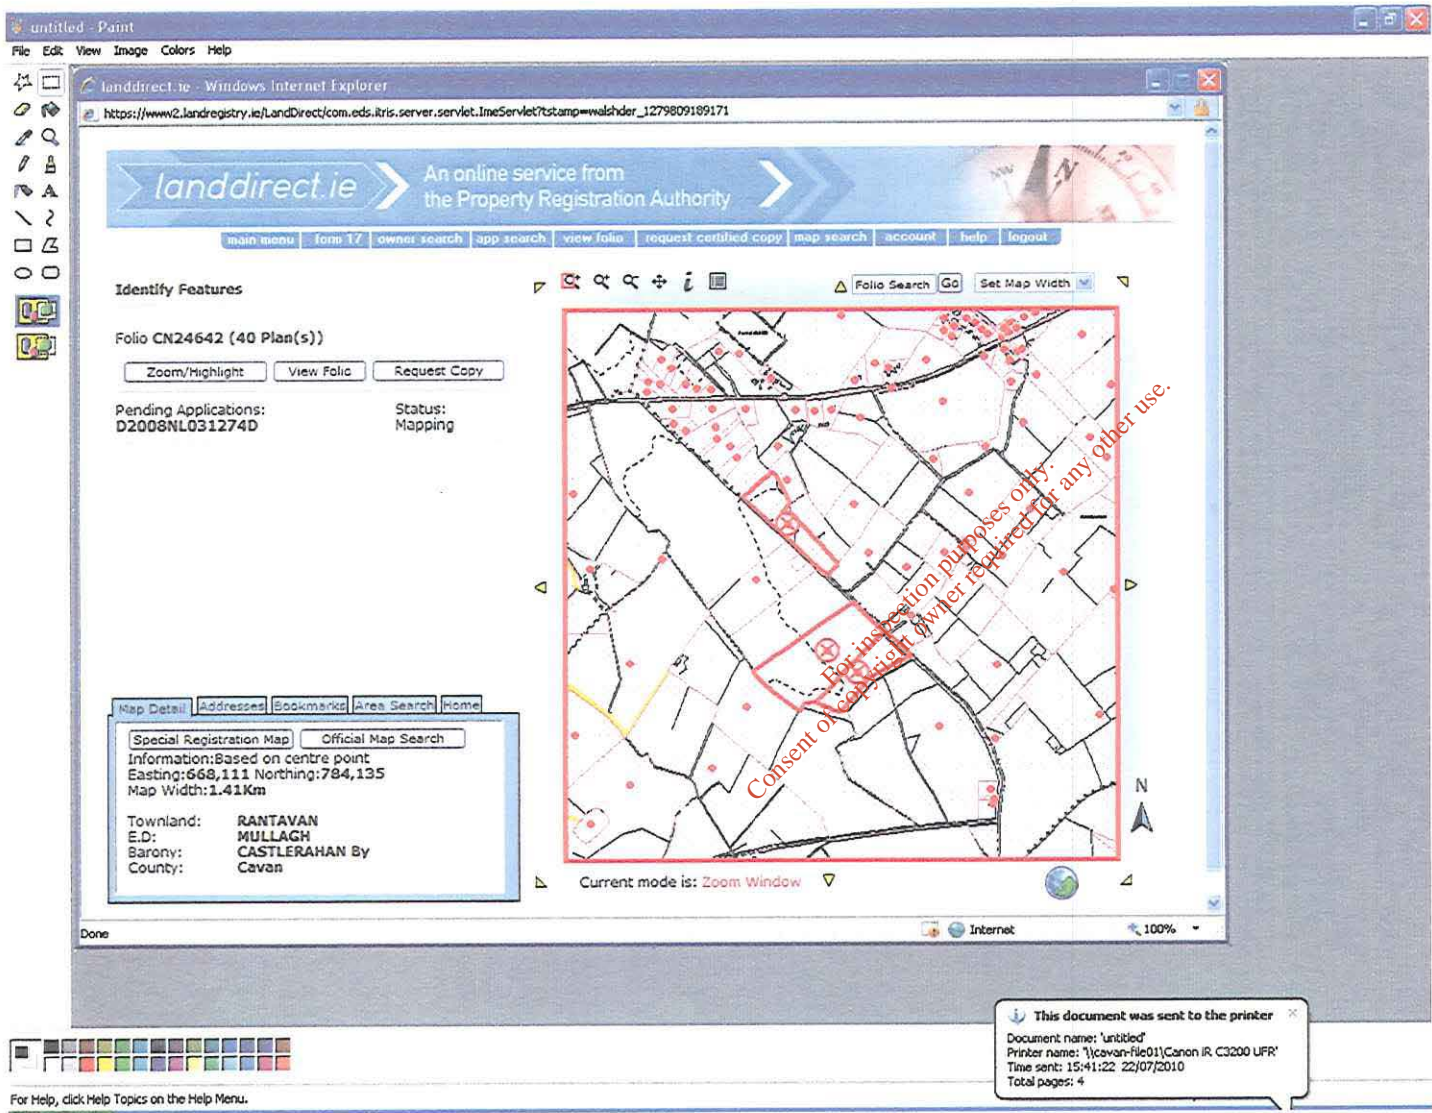 untitled - Paint
File Edit View Image Colors Help
landdirect.ie - Windows Internet Explorer
https://www2.landregistry.ie/LandDirect/com.eds.itris.server.servlet.ImeServlet?tstamp=walshder_1279809189171
landdirect.ie
An online service from
the Property Registration Authority
NW N
main menu form 17 owner search app search view folio request certified copy map search account help logout
Identify Features
Folio Search Go Set Map Width
Folio CN24642 (40 Plan(s))
Zoom/Highlight View Folio Request Copy
Pending Applications: Status:
D2008NL031274D Mapping
For inspection purposes only.
Consent of copyright owner required for any other use.
Map Detail Addresses Bookmarks Area Search Home
Special Registration Map Official Map Search
Information:Based on centre point
Easting:668,111 Northing:784,135
Map Width:1.41Km
Townland: RANTAVAN
E.D: MULLAGH
Barony: CASTLERAHAN By
County: Cavan
N
Current mode is: Zoom Window
Done Internet 100%
This document was sent to the printer
Document name: 'untitled'
Printer name: '\\cavan-file01\Canon iR C3200 UFR'
Time sent: 15:41:22 22/07/2010
Total pages: 4
For Help, click Help Topics on the Help Menu.